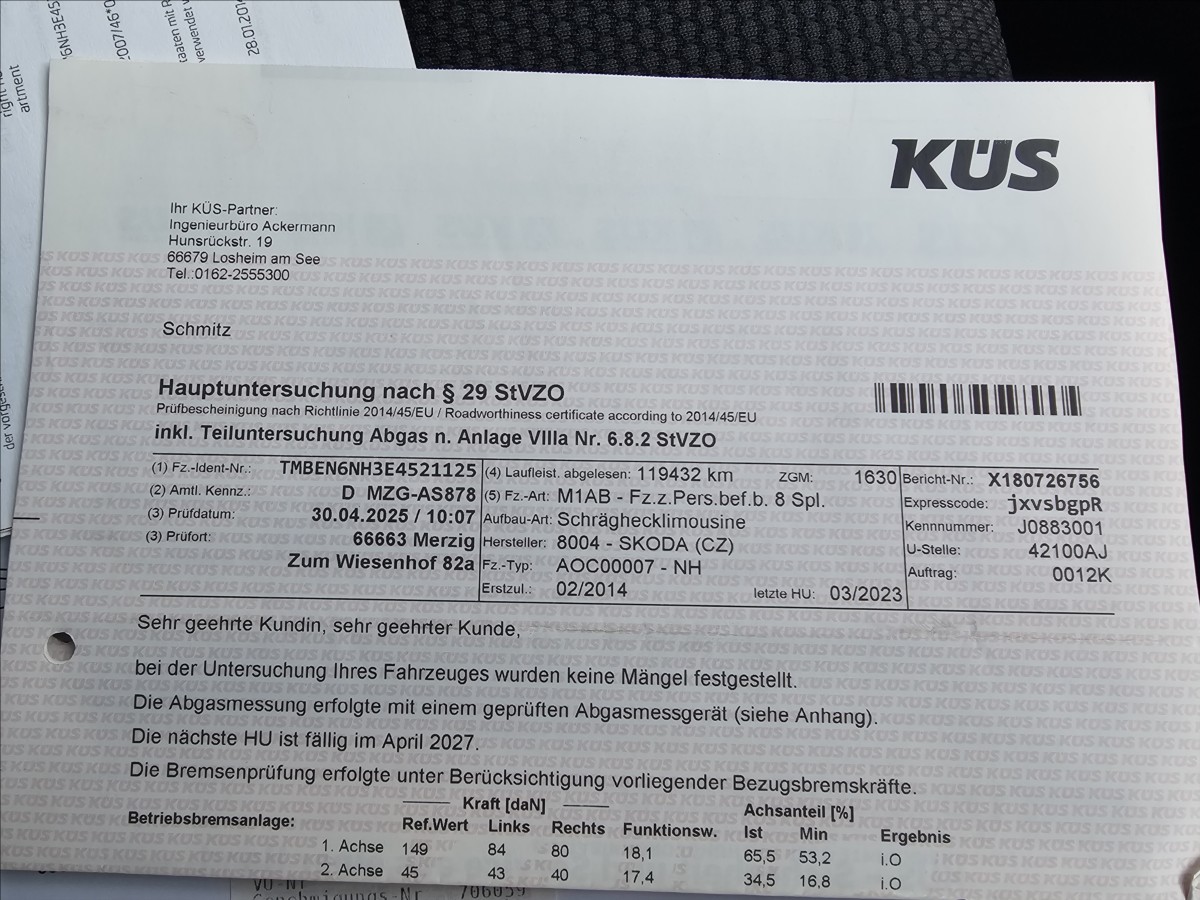 28.01.201
2007/46*0
6NH3E45
artment
KÜS
Ihr KÜS-Partner:
Ingenieurbüro Ackermann
Hunsrückstr. 19
66679 Losheim am See
Tel.:0162-2555300
Schmitz
Hauptuntersuchung nach § 29 StVZO
Prüfbescheinigung nach Richtlinie 2014/45/EU / Roadworthiness certificate according to 2014/45/EU
inkl. Teiluntersuchung Abgas n. Anlage VIIIa Nr. 6.8.2 StVZO
(1) Fz.-Ident-Nr.: TMBEN6NH3E4521125 (4) Laufleist. abgelesen: 119432 km ZGM: 1630 Bericht-Nr.: X180726756
(2) Amtl. Kennz.: D MZG-AS878 (5) Fz.-Art: M1AB - Fz.z.Pers.bef.b. 8 Spl. Expresscode: jxvsbgpR
(3) Prüfdatum: 30.04.2025 / 10:07 Aufbau-Art: Schräghecklimousine Kennnummer: J0883001
(3) Prüfort: 66663 Merzig Hersteller: 8004 - SKODA (CZ) U-Stelle: 42100AJ
Zum Wiesenhof 82a Fz.-Typ: AOC00007 - NH Auftrag: 0012K
Erstzul.: 02/2014 letzte HU: 03/2023
Sehr geehrte Kundin, sehr geehrter Kunde,
bei der Untersuchung Ihres Fahrzeuges wurden keine Mängel festgestellt.
Die Abgasmessung erfolgte mit einem geprüften Abgasmessgerät (siehe Anhang).
Die nächste HU ist fällig im April 2027.
Die Bremsenprüfung erfolgte unter Berücksichtigung vorliegender Bezugsbremskräfte.
Kraft [daN] Achsanteil [%]
Betriebsbremsanlage: Ref.Wert Links Rechts Funktionsw. Ist Min Ergebnis
1. Achse 149 84 80 18,1 65,5 53,2 i.O
2. Achse 45 43 40 17,4 34,5 16,8 i.O